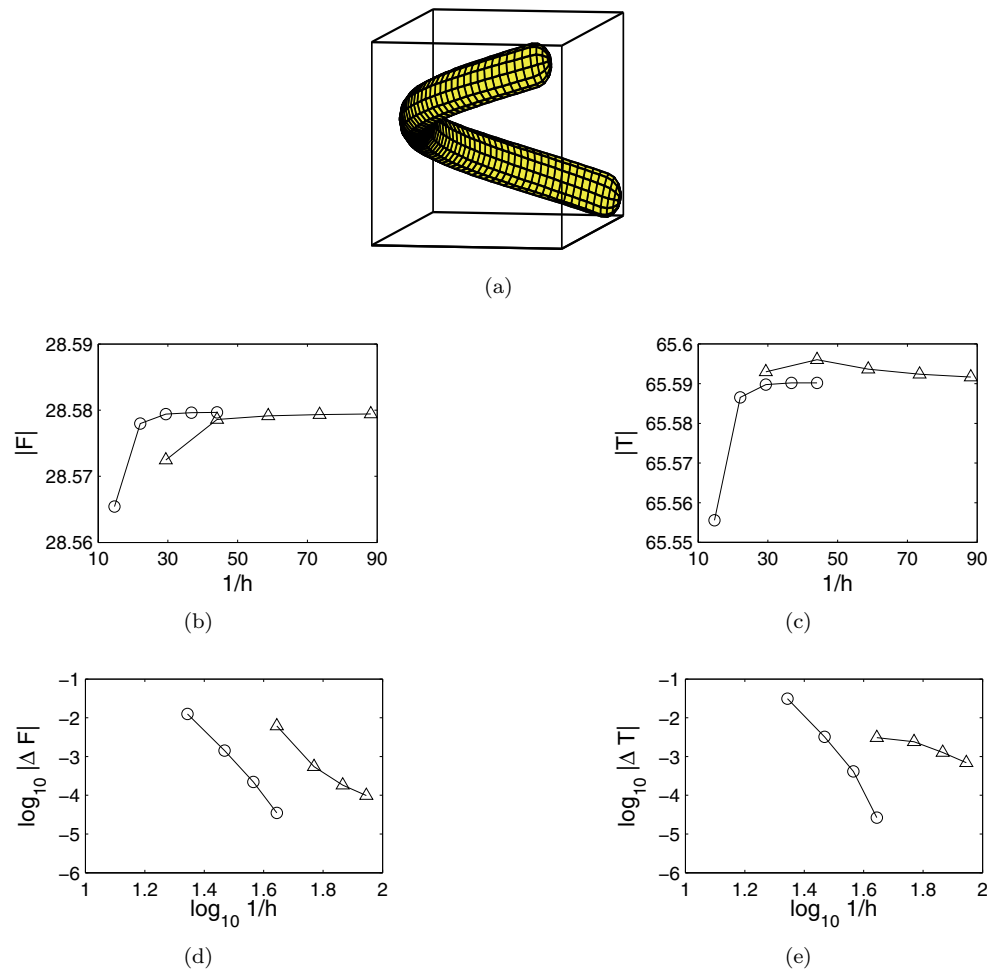 (a)
28.59
28.58
28.57
28.56
|F|
10 30 50 70 90
1/h
(b)
65.6
65.59
65.58
65.57
65.56
65.55
|T|
10 30 50 70 90
1/h
(c)
−1
−2
−3
−4
−5
−6
log10 |Δ F|
1 1.2 1.4 1.6 1.8 2
log10 1/h
(d)
−1
−2
−3
−4
−5
−6
log10 |Δ T|
1 1.2 1.4 1.6 1.8 2
log10 1/h
(e)